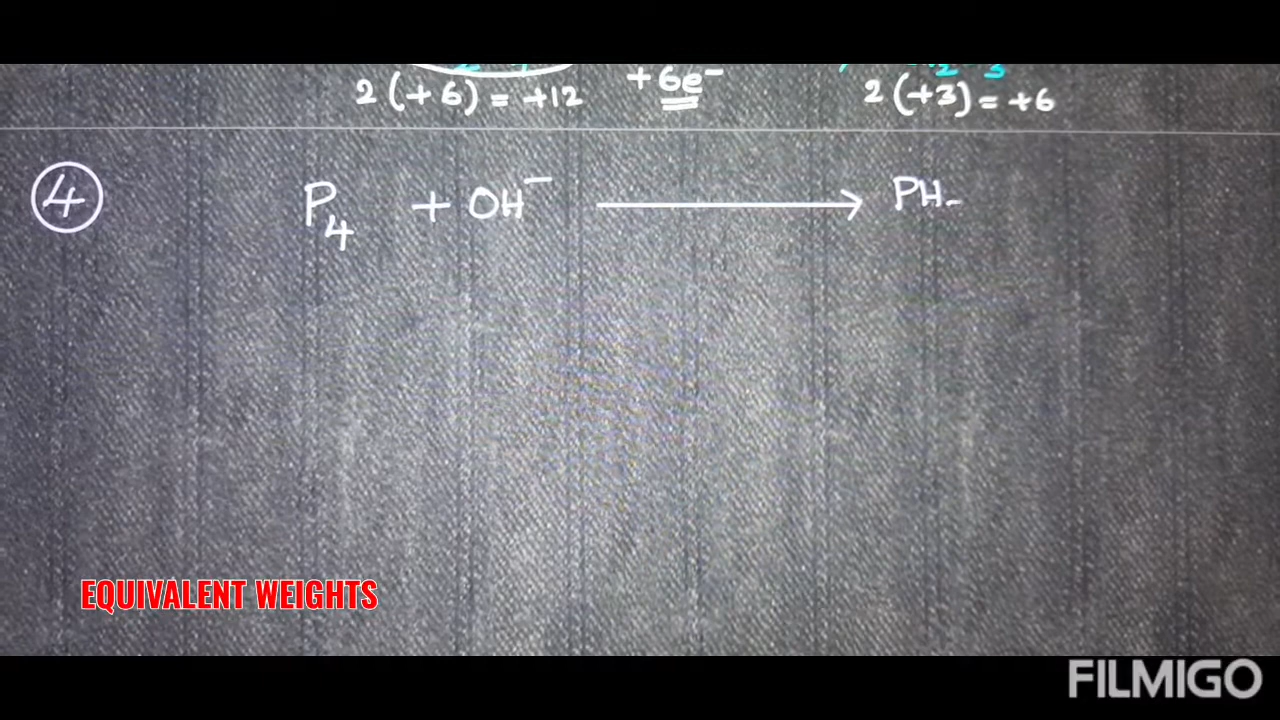 2 (+6) = +12 +6e⁻ 2 (+3) = +6
④ P₄ + OH⁻ ⟶ PH
EQUIVALENT WEIGHTS
FILMIGO